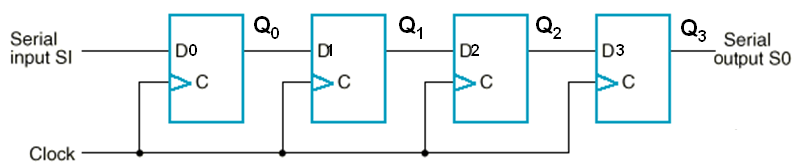 Serial
input SI
D0
C
Q0
D1
C
Q1
D2
C
Q2
D3
C
Q3
Serial
output S0
Clock